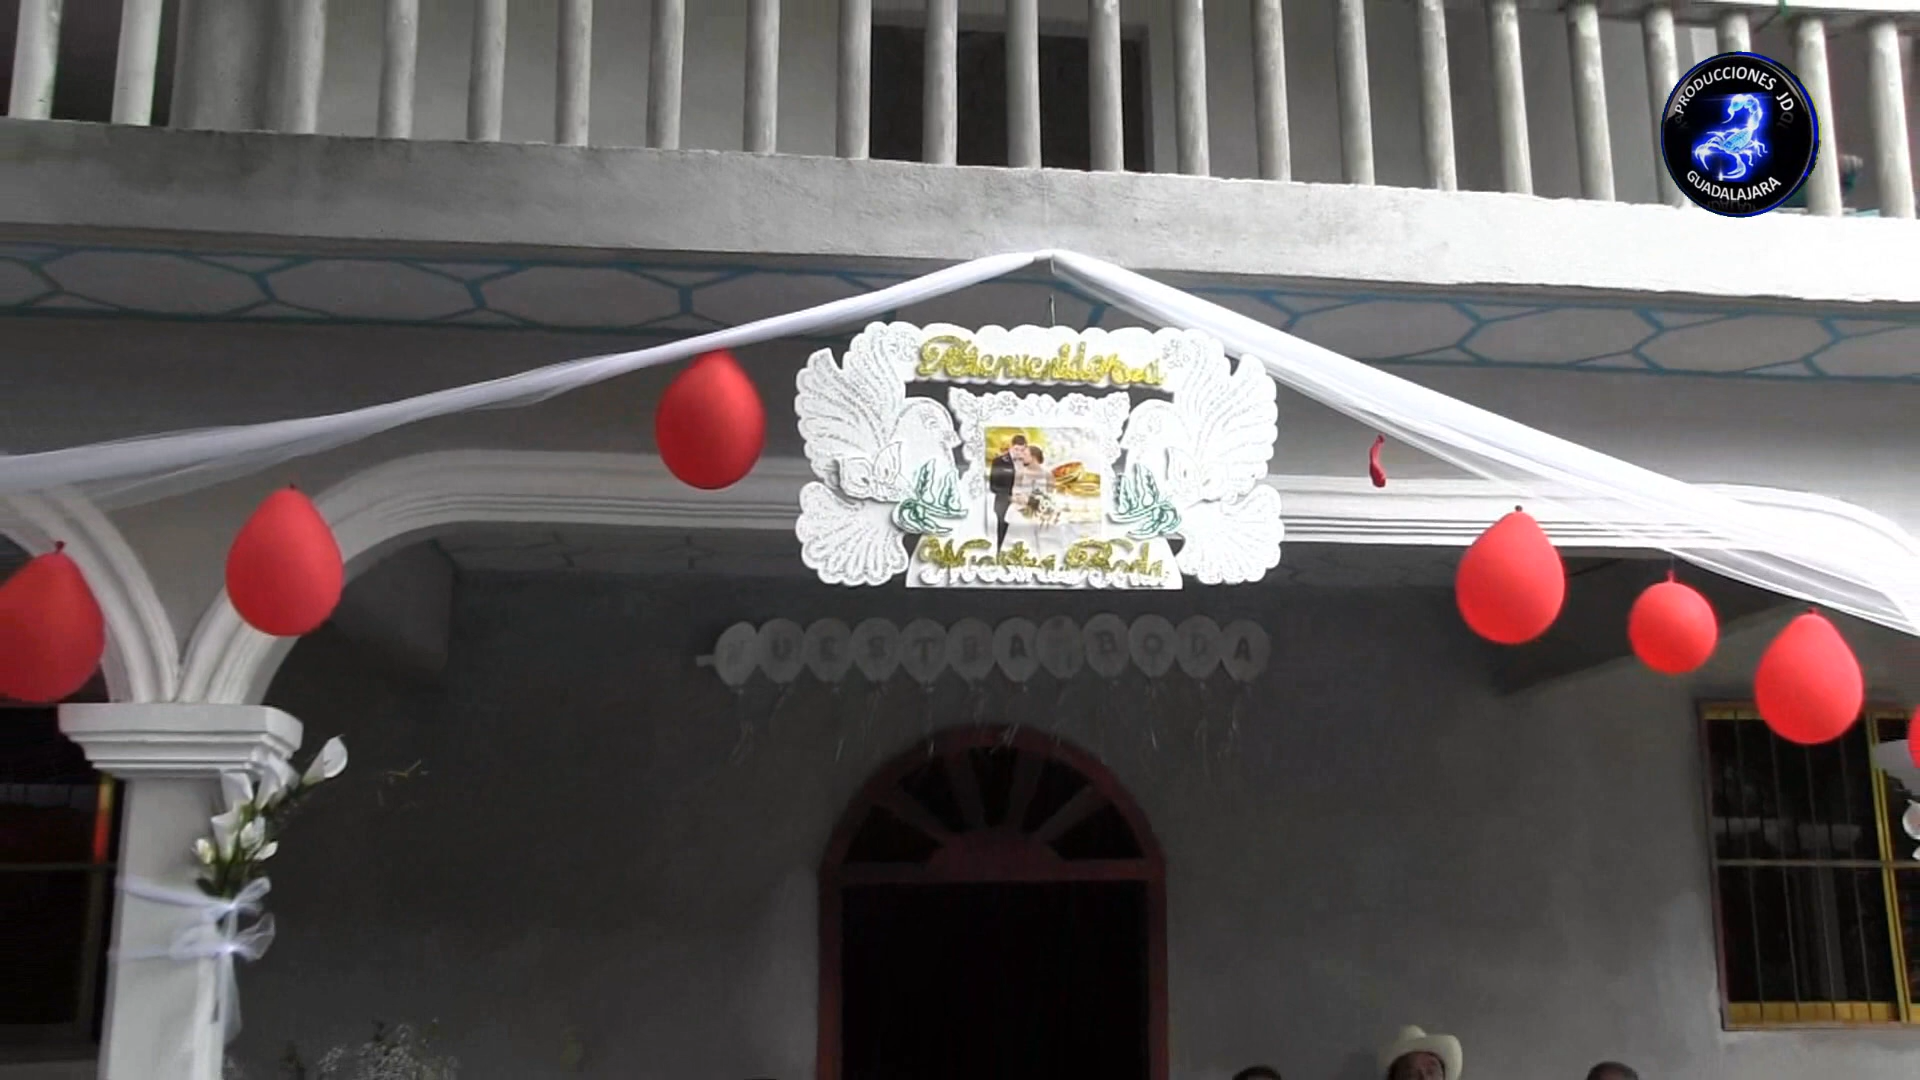 PRODUCCIONES JD
GUADALAJARA
Bienvenidos a
Nuestra Boda
NUESTRA BODA